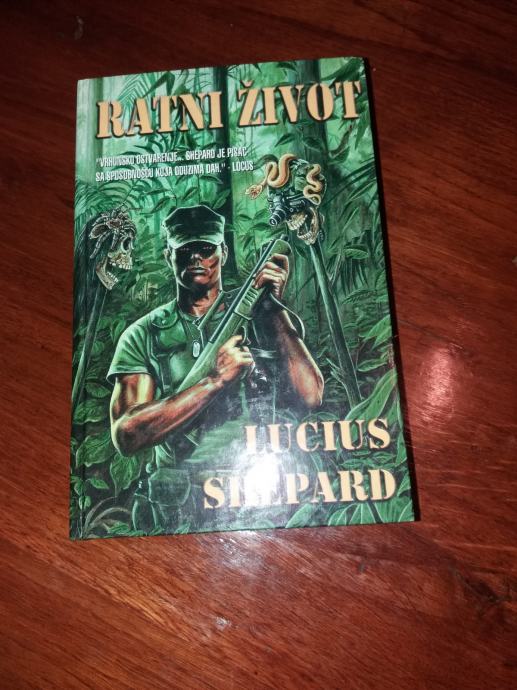 RATNI ŽIVOT
"VRHUNSKO OSTVARENJE... SHEPARD JE PISAC
SA SPOSOBNOŠĆU KOJA ODUZIMA DAH." - LOCUS
LUCIUS
SHEPARD